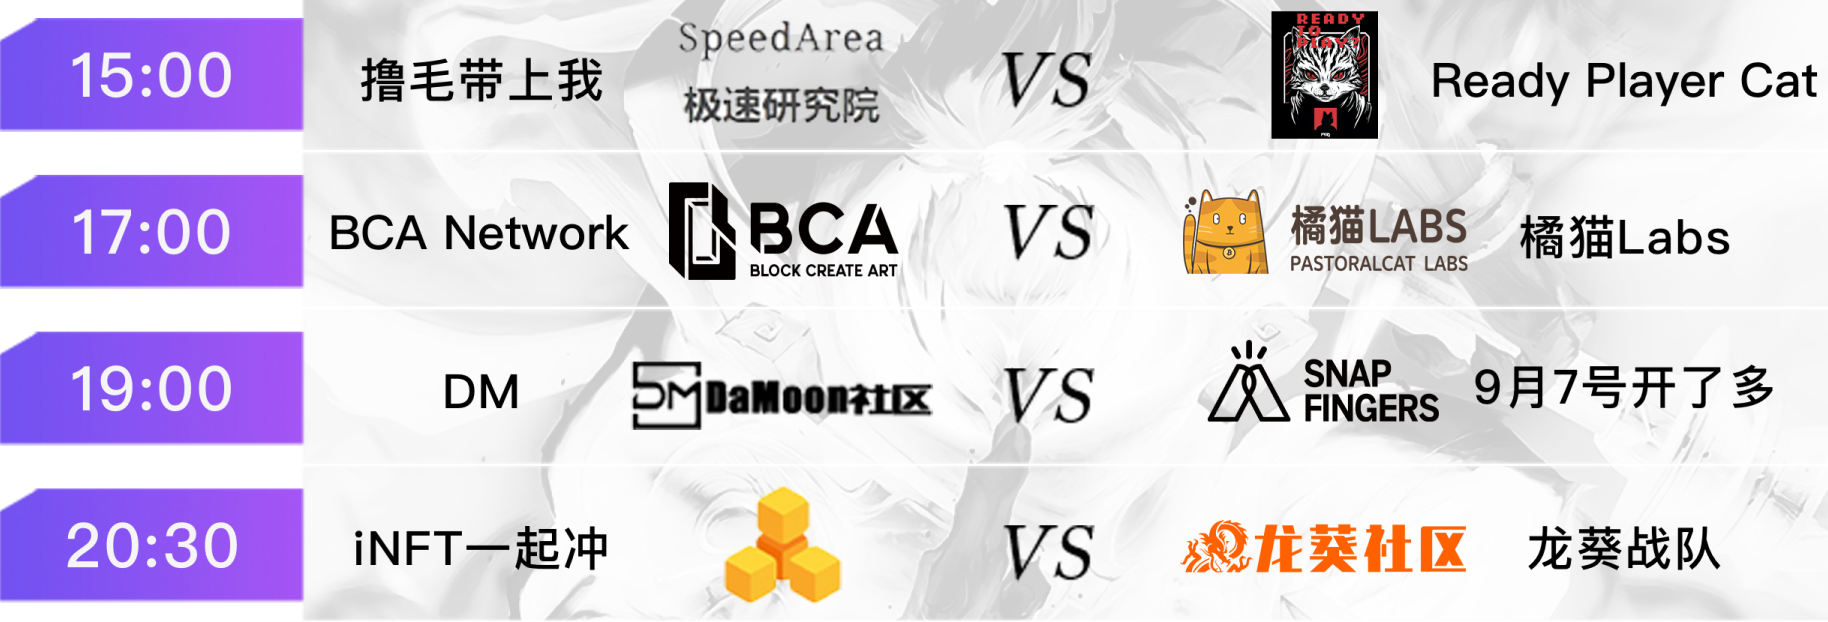 15:00
撸毛带上我
SpeedArea
极速研究院
VS
READY
TO
PLAY?
Ready Player Cat
17:00
BCA Network
BCA
BLOCK CREATE ART
VS
橘猫LABS
PASTORALCAT LABS
橘猫Labs
19:00
DM
DM DaMoon社区
VS
SNAP
FINGERS
9月7号开了多
20:30
iNFT一起冲
VS
龙葵社区
龙葵战队